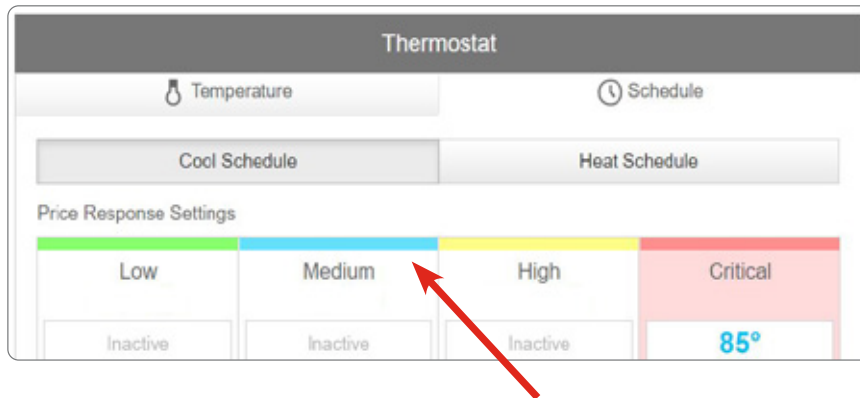 Thermostat
Temperature Schedule
Cool Schedule Heat Schedule
Price Response Settings
Low Medium High Critical
Inactive Inactive Inactive 85°